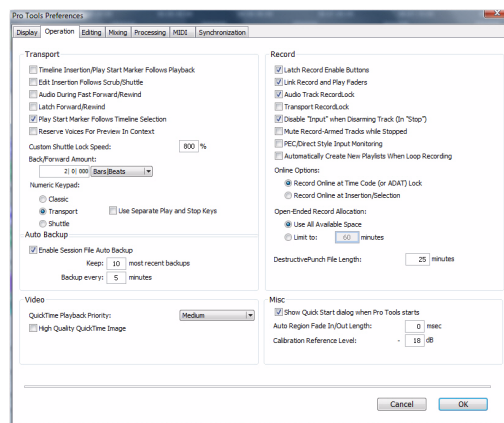 Pro Tools Preferences
Display Operation Editing Mixing Processing MIDI Synchronization
Transport
Timeline Insertion/Play Start Marker Follows Playback
Edit Insertion Follows Scrub/Shuttle
Audio During Fast Forward/Rewind
Latch Forward/Rewind
Play Start Marker Follows Timeline Selection
Reserve Voices For Preview In Context
Custom Shuttle Lock Speed: 800 %
Back/Forward Amount:
2| 0| 000 Bars|Beats
Numeric Keypad:
Classic
Transport Use Separate Play and Stop Keys
Shuttle
Auto Backup
Enable Session File Auto Backup
Keep: 10 most recent backups
Backup every: 5 minutes
Video
QuickTime Playback Priority: Medium
High Quality QuickTime Image
Record
Latch Record Enable Buttons
Link Record and Play Faders
Audio Track RecordLock
Transport RecordLock
Disable "Input" when Disarming Track (In "Stop")
Mute Record-Armed Tracks while Stopped
PEC/Direct Style Input Monitoring
Automatically Create New Playlists When Loop Recording
Online Options:
Record Online at Time Code (or ADAT) Lock
Record Online at Insertion/Selection
Open-Ended Record Allocation:
Use All Available Space
Limit to: 60 minutes
DestructivePunch File Length: 25 minutes
Misc
Show Quick Start dialog when Pro Tools starts
Auto Region Fade In/Out Length: 0 msec
Calibration Reference Level: - 18 dB
Cancel OK